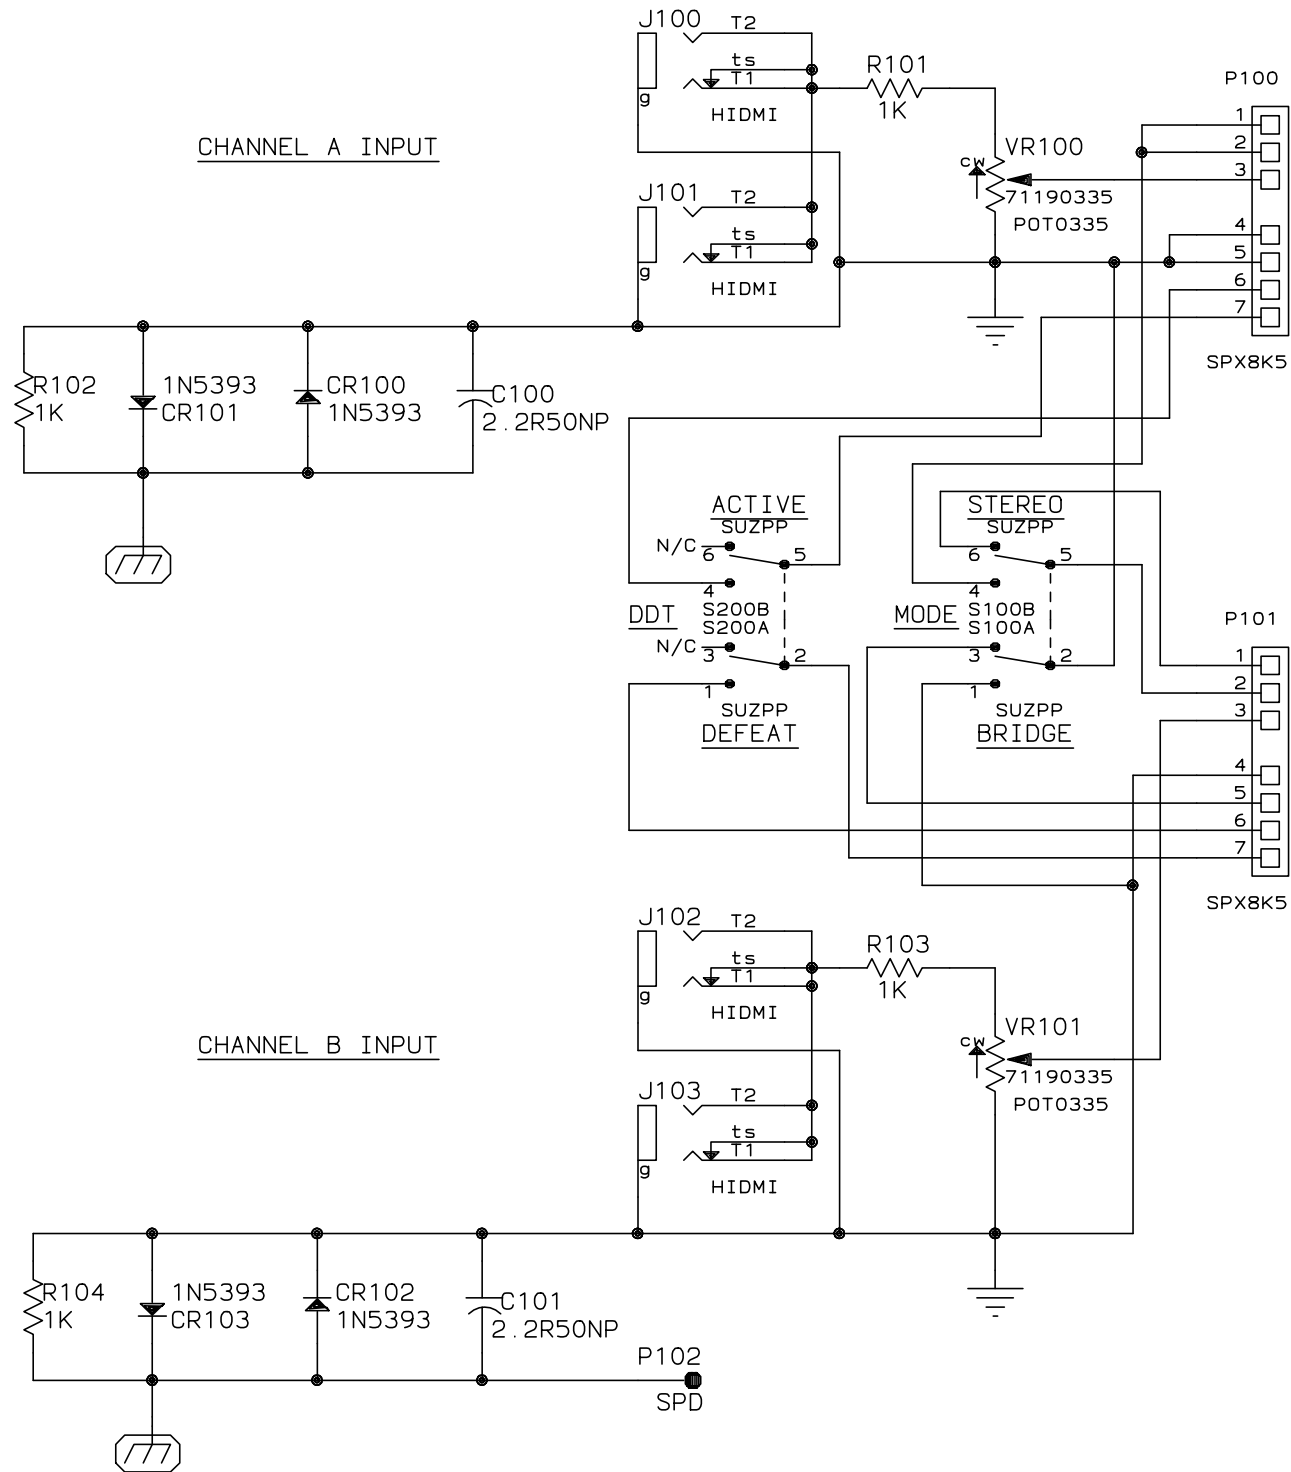 J100
T2
ts
T1
g
HIDMI
R101
1K
P100
CHANNEL A INPUT
cw
VR100
71190335
POT0335
1
2
3
4
5
6
7
SPX8K5
J101
T2
ts
T1
g
HIDMI
R102
1K
1N5393
CR101
CR100
1N5393
C100
2.2R50NP
ACTIVE
SUZPP
N/C
6
5
4
DDT
S200B
S200A
N/C
3
2
1
SUZPP
DEFEAT
STEREO
SUZPP
6
5
4
MODE
S100B
S100A
3
2
1
SUZPP
BRIDGE
P101
1
2
3
4
5
6
7
SPX8K5
J102
T2
ts
T1
g
HIDMI
R103
1K
CHANNEL B INPUT
cw
VR101
71190335
POT0335
J103
T2
ts
T1
g
HIDMI
R104
1K
1N5393
CR103
CR102
1N5393
C101
2.2R50NP
P102
SPD